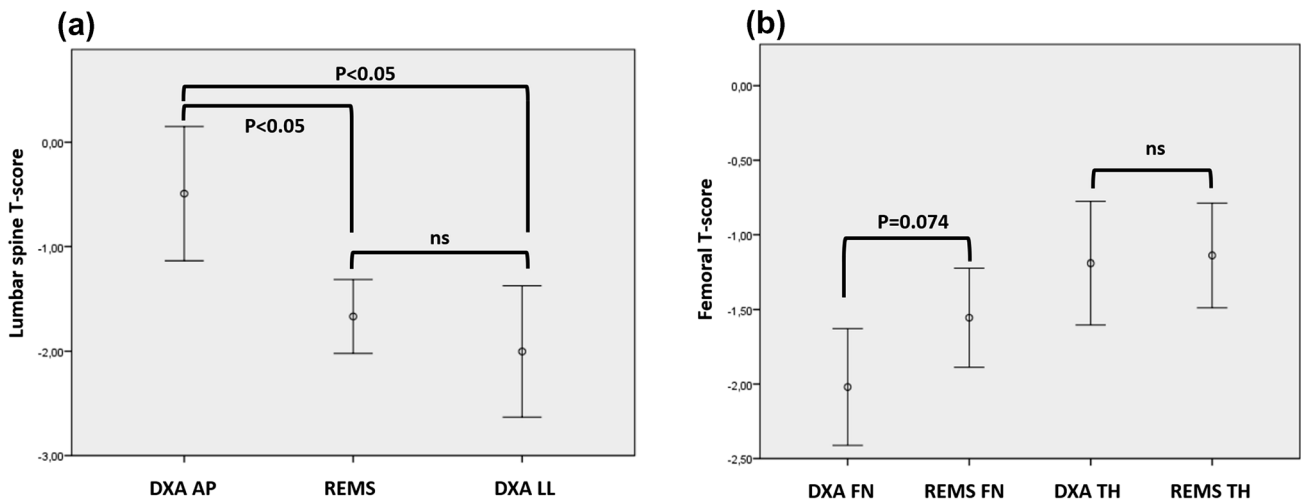 (a)
P<0.05
P<0.05
ns
0,00
-1,00
-2,00
-3,00
Lumbar spine T-score
DXA AP REMS DXA LL
(b)
ns
P=0.074
0,00
-0,50
-1,00
-1,50
-2,00
-2,50
Femoral T-score
DXA FN REMS FN DXA TH REMS TH